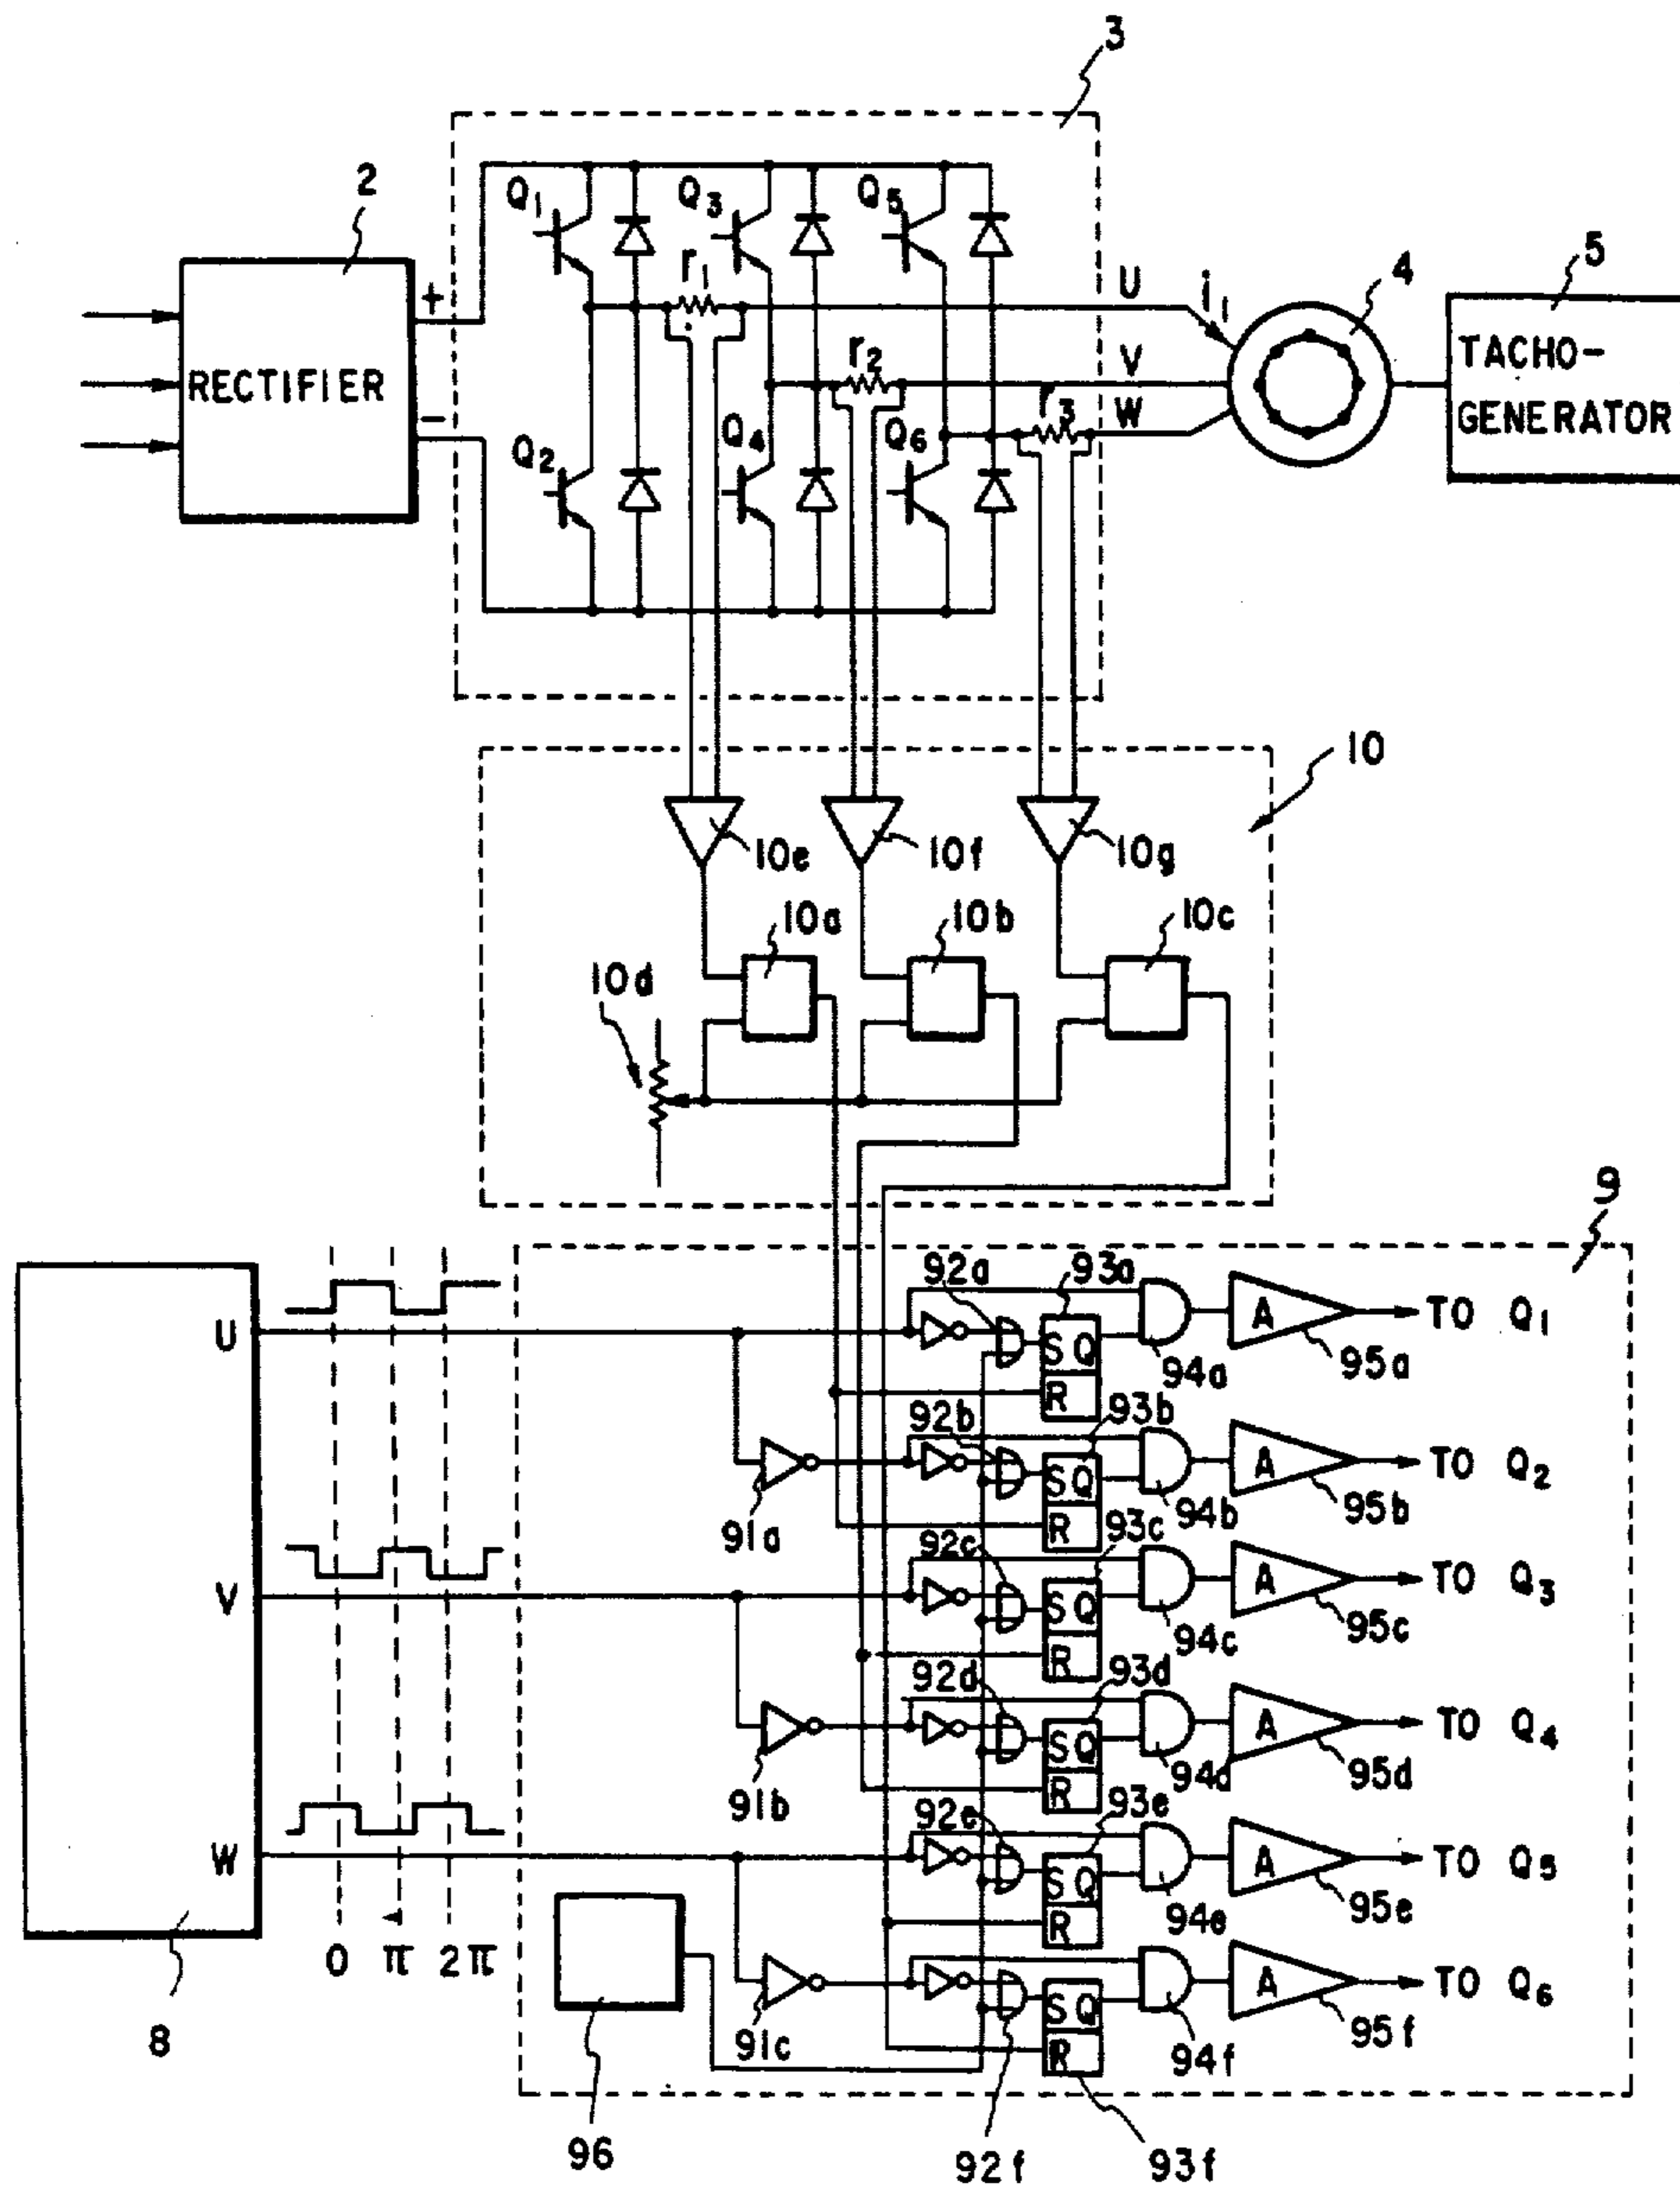 3
2
Q1
Q3
Q5
r1
+
RECTIFIER
−
U
i1
4
5
TACHO-
GENERATOR
V
r2
r3
W
Q2
Q4
Q6
10
10e
10f
10g
10a
10b
10c
10d
9
U
92a
93a
S Q
R
94a
A
95a
TO Q1
91a
92b
93b
S Q
R
94b
A
95b
TO Q2
V
92c
93c
S Q
R
94c
A
95c
TO Q3
91b
92d
93d
S Q
R
94d
A
95d
TO Q4
W
92e
93e
S Q
R
94e
A
95e
TO Q5
0 π 2π
91c
S Q
R
94f
A
95f
TO Q6
8
96
92f
93f